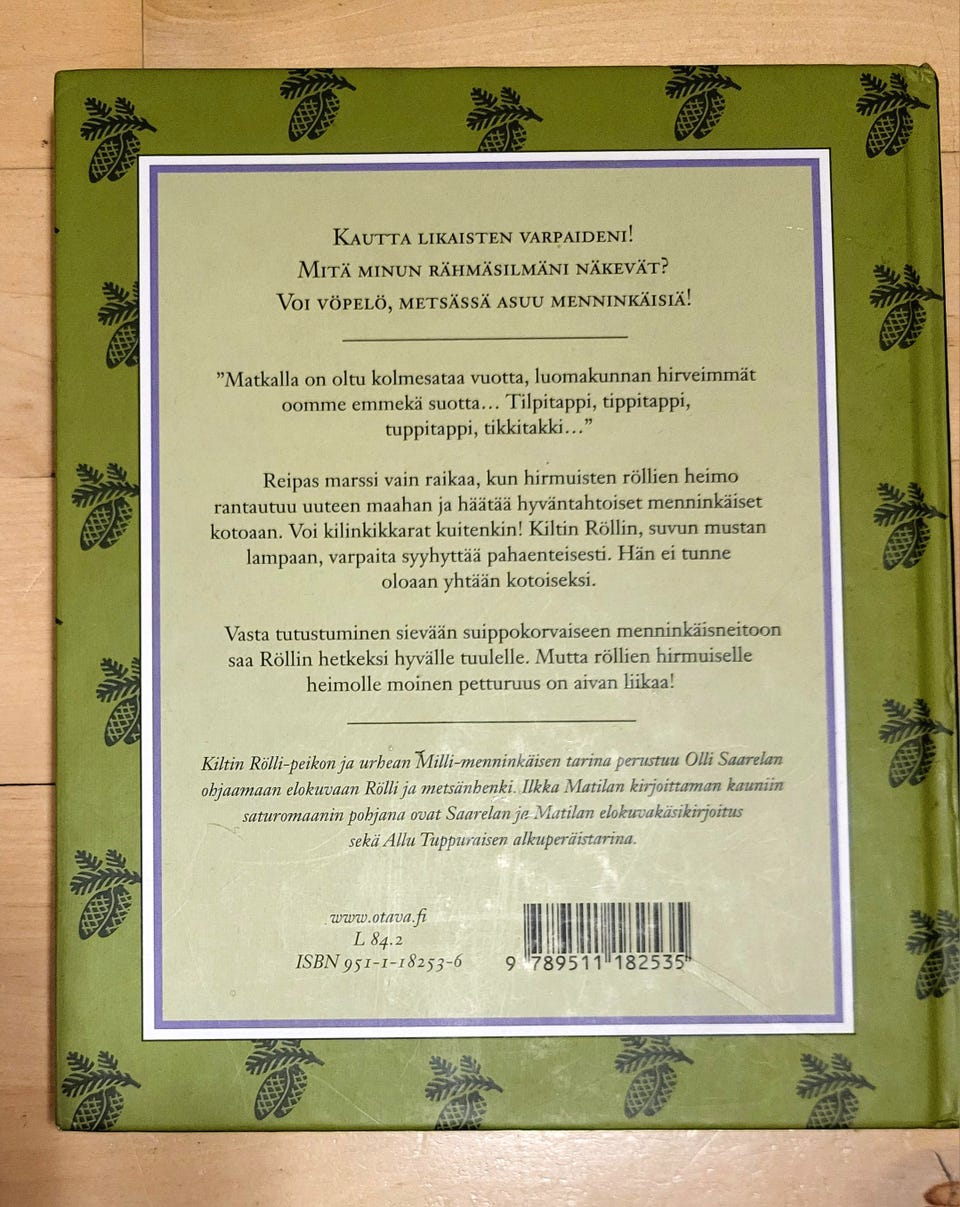 KAUTTA LIKAISTEN VARPAIDENI!
MITÄ MINUN RÄHMÄSILMÄNI NÄKEVÄT?
VOI VÖPELÖ, METSÄSSÄ ASUU MENNINKÄISIÄ!
”Matkalla on oltu kolmesataa vuotta, luomakunnan hirveimmät
oomme emmekä suotta... Tilpitappi, tippitappi,
tuppitappi, tikkitakki...”
Reipas marssi vain raikaa, kun hirmuisten röllien heimo
rantautuu uuteen maahan ja häätää hyväntahtoiset menninkäiset
kotoaan. Voi kilinkikkarat kuitenkin! Kiltin Röllin, suvun mustan
lampaan, varpaita syyhyttää pahaenteisesti. Hän ei tunne
oloaan yhtään kotoiseksi.
Vasta tutustuminen sievään suippokorvaiseen menninkäisneitoon
saa Röllin hetkeksi hyvälle tuulelle. Mutta röllien hirmuiselle
heimolle moinen petturuus on aivan liikaa!
Kiltin Rölli-peikon ja urhean Milli-menninkäisen tarina perustuu Olli Saarelan
ohjaamaan elokuvaan Rölli ja metsänhenki. Ilkka Matilan kirjoittaman kauniin
saturomaanin pohjana ovat Saarelan ja Matilan elokuvakäsikirjoitus
sekä Allu Tuppuraisen alkuperäistarina.
www.otava.fi
L 84.2
ISBN 951-1-18253-6
9 789511 182535